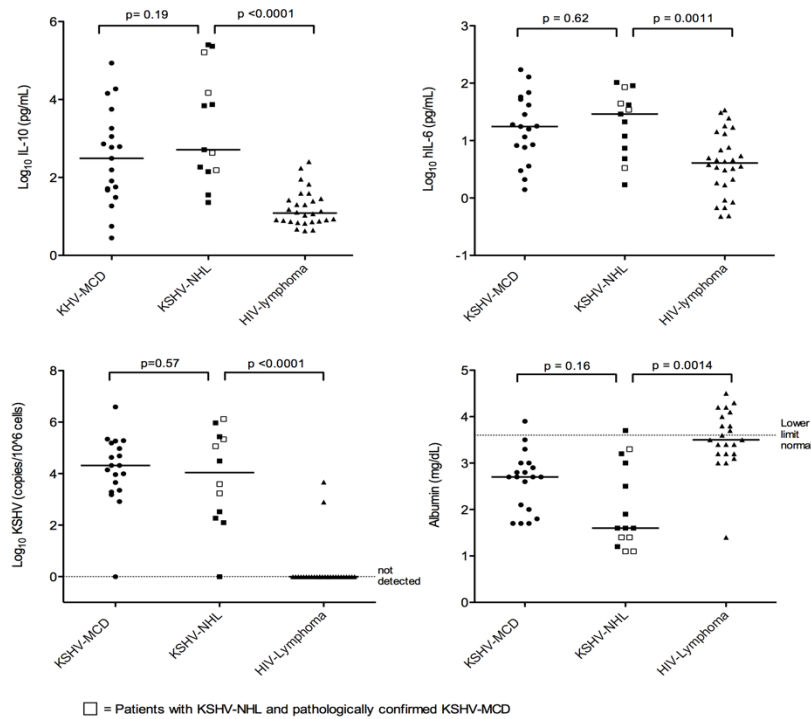 p= 0.19
p <0.0001
6
4
2
0
Log10 IL-10 (pg/mL)
KHV-MCD
KSHV-NHL
HIV-lymphoma
p = 0.62
p = 0.0011
3
2
1
0
-1
Log10 hIL-6 (pg/mL)
KSHV-MCD
KSHV-NHL
HIV-lymphoma
p=0.57
p <0.0001
8
6
4
2
0
Log10 KSHV (copies/10^6 cells)
not
detected
KSHV-MCD
KSHV-NHL
HIV-Lymphoma
p = 0.16
p = 0.0014
5
4
3
2
1
0
Albumin (mg/dL)
Lower
limit
normal
KSHV-MCD
KSHV-NHL
HIV-lymphoma
= Patients with KSHV-NHL and pathologically confirmed KSHV-MCD